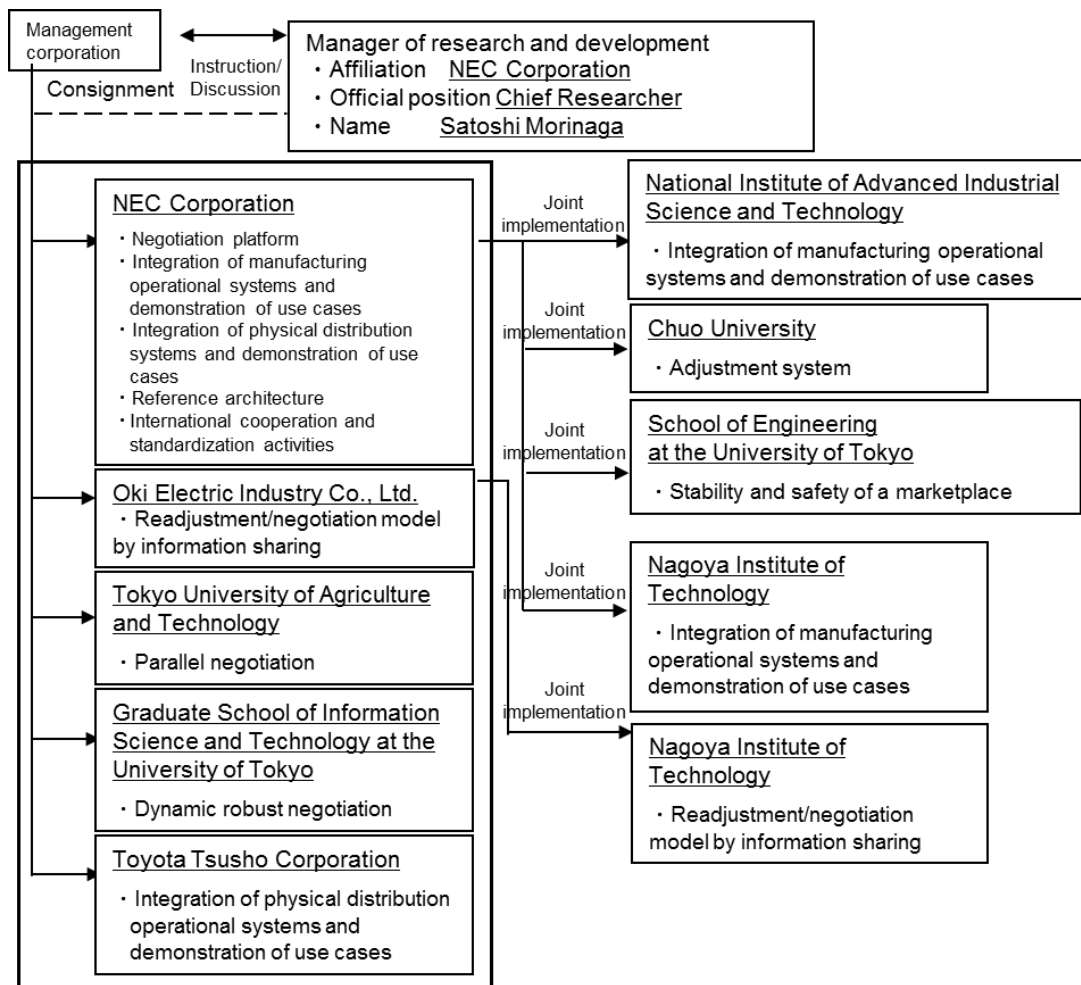 Management
corporation
Instruction/
Discussion
Consignment
Manager of research and development
・Affiliation NEC Corporation
・Official position Chief Researcher
・Name Satoshi Morinaga
NEC Corporation
・Negotiation platform
・Integration of manufacturing
operational systems and
demonstration of use cases
・Integration of physical distribution
systems and demonstration of use
cases
・Reference architecture
・International cooperation and
standardization activities
Oki Electric Industry Co., Ltd.
・Readjustment/negotiation model
by information sharing
Tokyo University of Agriculture
and Technology
・Parallel negotiation
Graduate School of Information
Science and Technology at the
University of Tokyo
・Dynamic robust negotiation
Toyota Tsusho Corporation
・Integration of physical distribution
operational systems and
demonstration of use cases
Joint
implementation
National Institute of Advanced Industrial
Science and Technology
・Integration of manufacturing operational
systems and demonstration of use cases
Joint
implementation
Chuo University
・Adjustment system
Joint
implementation
School of Engineering
at the University of Tokyo
・Stability and safety of a marketplace
Joint
implementation
Nagoya Institute of
Technology
・Integration of manufacturing
operational systems and
demonstration of use cases
Joint
implementation
Nagoya Institute of
Technology
・Readjustment/negotiation
model by information sharing